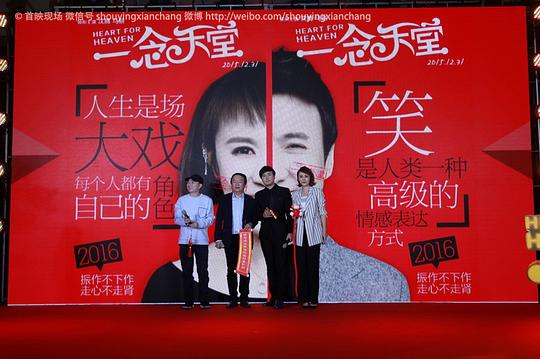 © 首映现场 微信号 shouyingxianchang 微博 http://weibo.com/shouyingxianchang
HEART FOR
HEAVEN
一念天堂
2015.12.31
HEART FOR
HEAVEN
一念天堂
2015.12.31
人生是场
大戏
每个人都有角色
自己的
2016
振作不下作
走心不走肾
笑
是人类一种
高级的
情感表达
方式
2016
振作不下作
走心不走肾